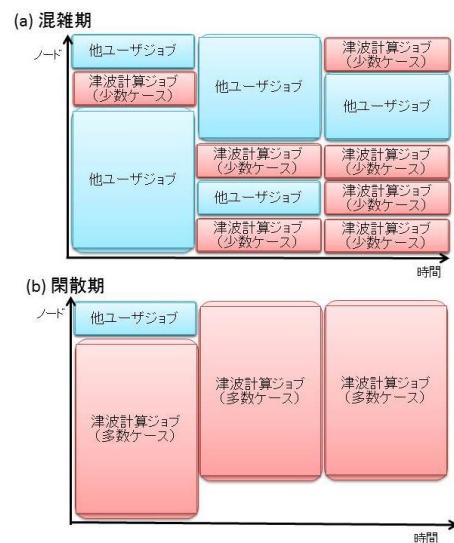 (a) 混雑期
ノード
他ユーザジョブ
津波計算ジョブ
(少数ケース)
他ユーザジョブ
他ユーザジョブ
津波計算ジョブ
(少数ケース)
他ユーザジョブ
津波計算ジョブ
(少数ケース)
津波計算ジョブ
(少数ケース)
他ユーザジョブ
津波計算ジョブ
(少数ケース)
津波計算ジョブ
(少数ケース)
津波計算ジョブ
(少数ケース)
時間
(b) 閑散期
ノード
他ユーザジョブ
津波計算ジョブ
(多数ケース)
津波計算ジョブ
(多数ケース)
津波計算ジョブ
(多数ケース)
時間